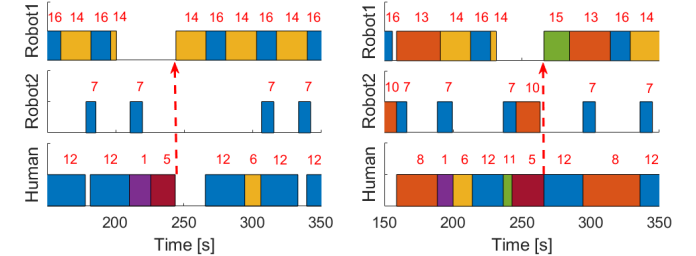 Robot1
16 14 16 14 14 16 14 16 14 16
Robot2
7 7 7 7
Human
12 12 1 5 12 6 12 12
200 250 300 350
Time [s]
Robot1
16 13 14 16 14 15 13 16 14
Robot2
10 7 7 7 10 7 7
Human
8 1 6 12 11 5 12 8 12
150 200 250 300 350
Time [s]